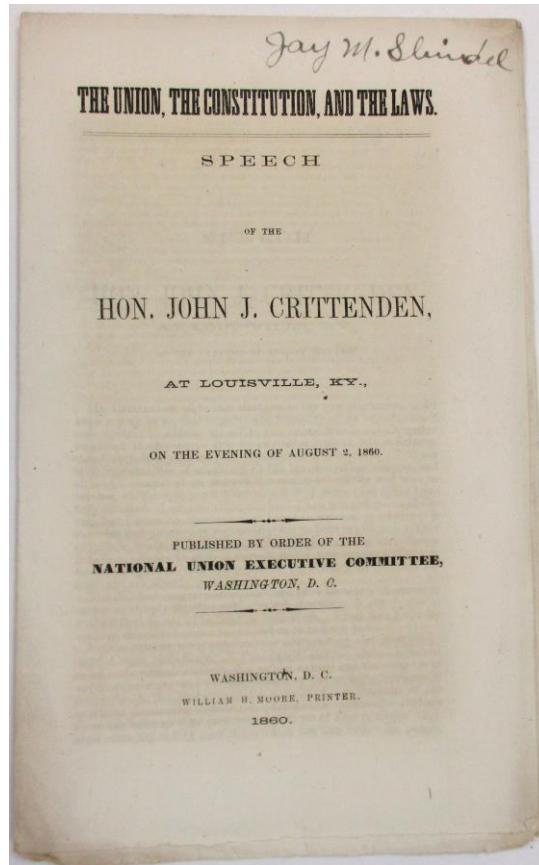 Jay M. Shindel
THE UNION, THE CONSTITUTION, AND THE LAWS.
SPEECH
OF THE
HON. JOHN J. CRITTENDEN,
AT LOUISVILLE, KY.,
ON THE EVENING OF AUGUST 2, 1860.
PUBLISHED BY ORDER OF THE
NATIONAL UNION EXECUTIVE COMMITTEE,
WASHINGTON, D. C.
WASHINGTON, D. C.
WILLIAM H. MOORE, PRINTER.
1860.